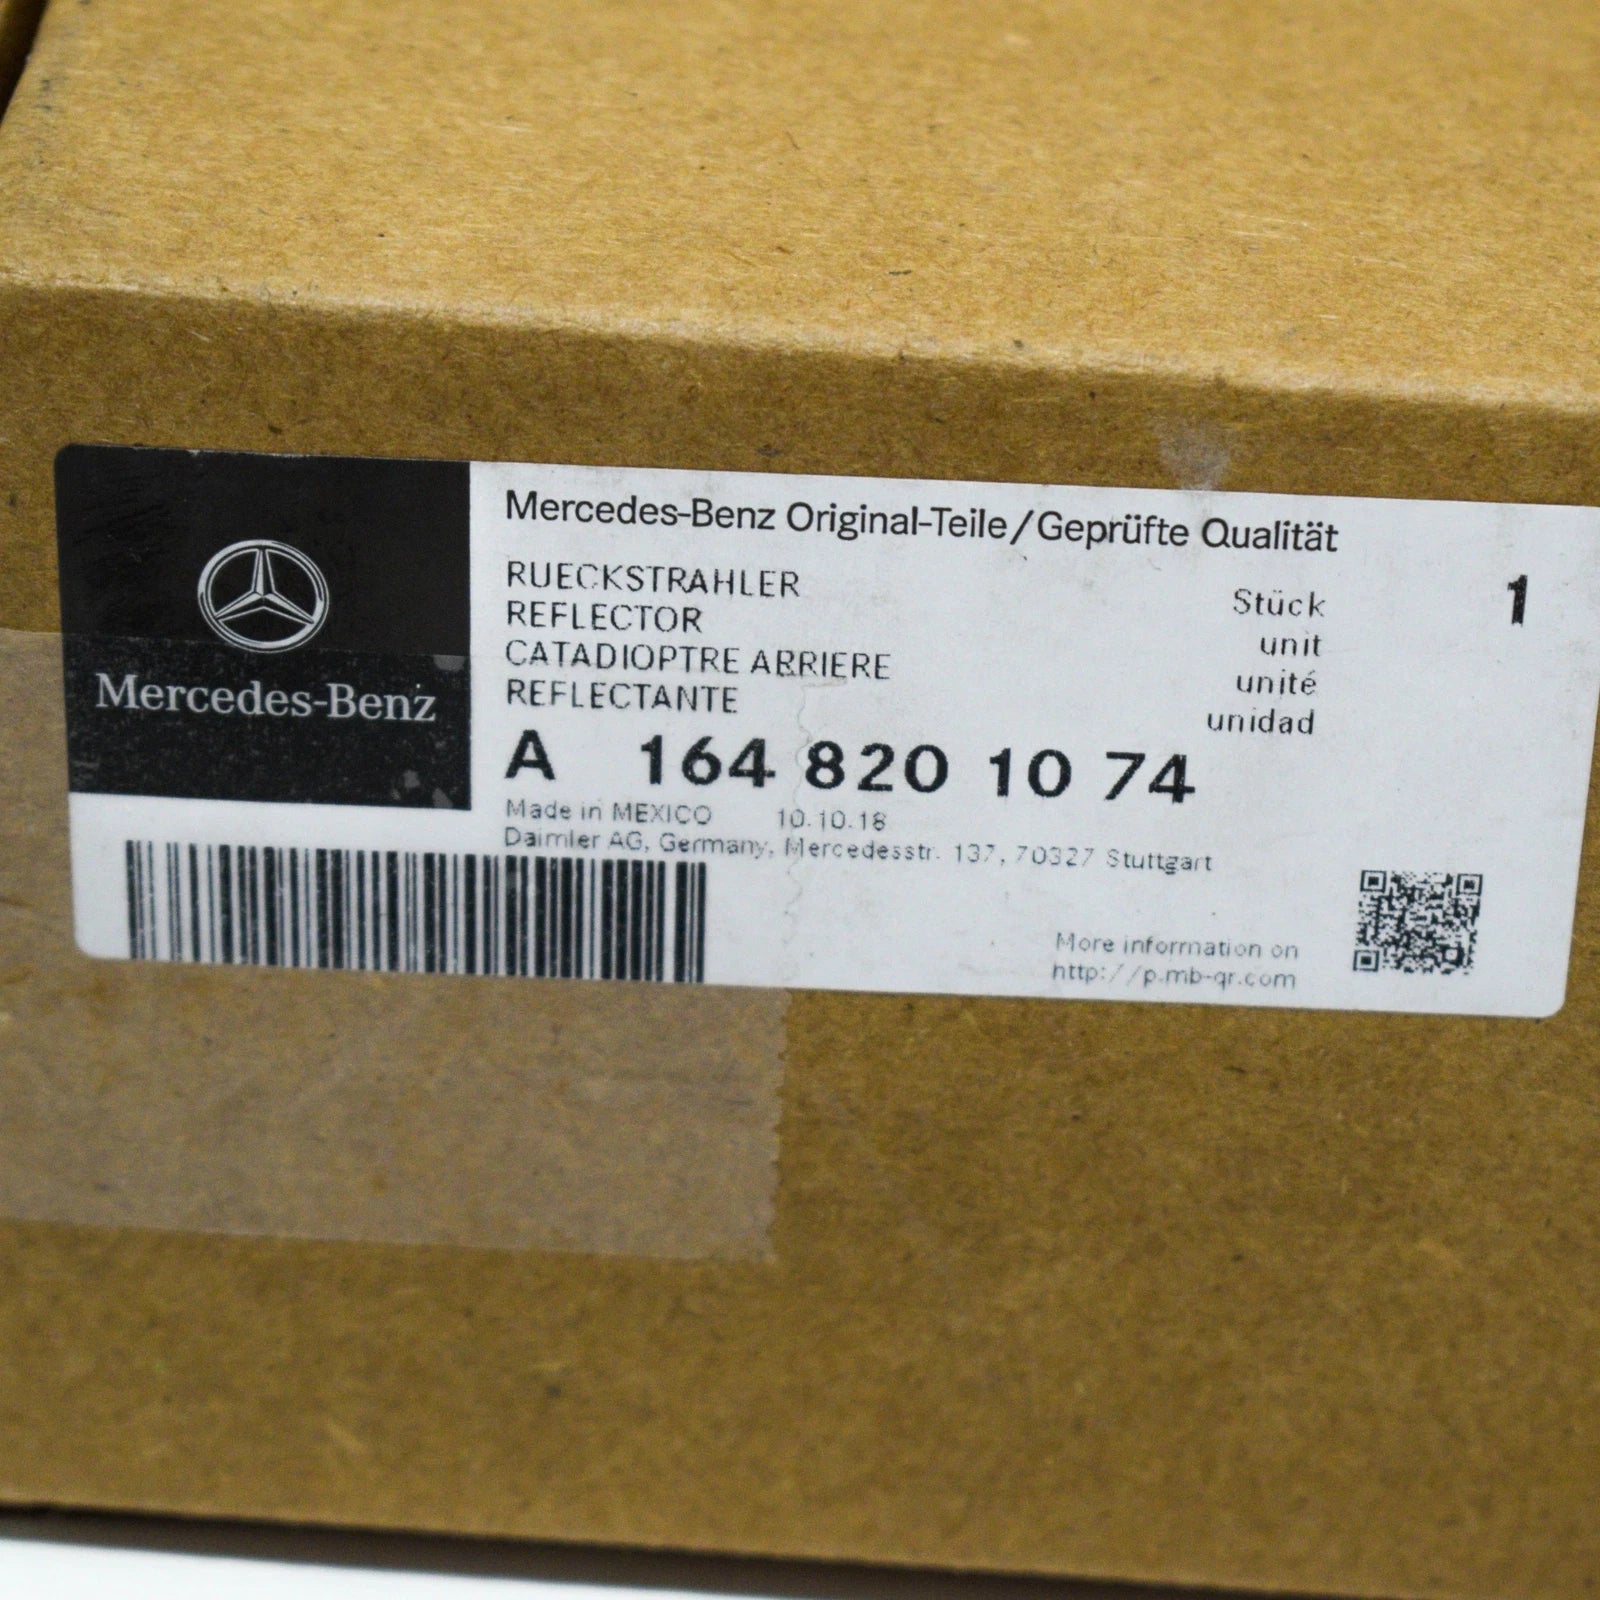 Mercedes-Benz
Mercedes-Benz Original-Teile/Geprüfte Qualität
RUECKSTRAHLER
REFLECTOR
CATADIOPTRE ARRIERE
REFLECTANTE
Stück 1
unit
unité
unidad
A 164 820 10 74
Made in MEXICO 10.10.18
Daimler AG, Germany, Mercedesstr. 137, 70327 Stuttgart
More information on
http://p.mb-qr.com